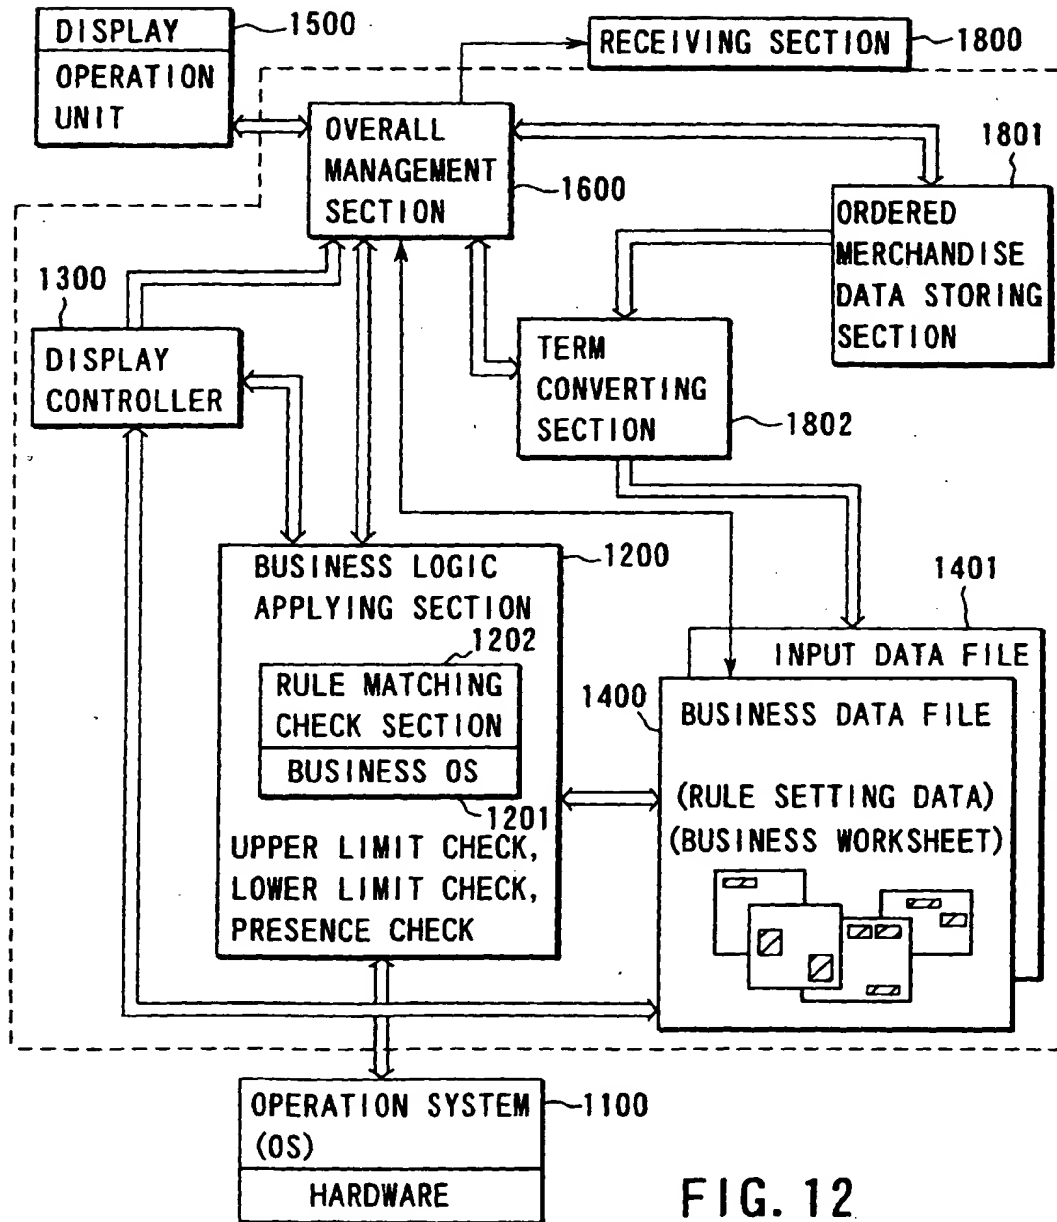 DISPLAY
1500
OPERATION
UNIT
RECEIVING SECTION
1800
OVERALL
MANAGEMENT
SECTION
1600
1801
ORDERED
MERCHANDISE
DATA STORING
SECTION
1300
DISPLAY
CONTROLLER
TERM
CONVERTING
SECTION
1802
BUSINESS LOGIC
APPLYING SECTION
1200
1202
RULE MATCHING
CHECK SECTION
BUSINESS OS
1201
UPPER LIMIT CHECK,
LOWER LIMIT CHECK,
PRESENCE CHECK
1401
INPUT DATA FILE
1400
BUSINESS DATA FILE
(RULE SETTING DATA)
(BUSINESS WORKSHEET)
OPERATION SYSTEM
(OS)
1100
HARDWARE
FIG. 12